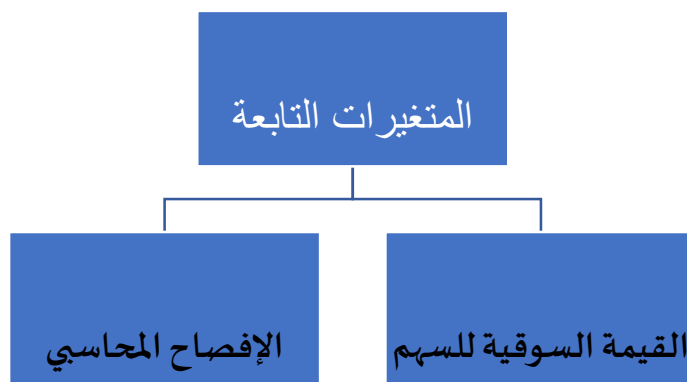 المتغيرات التابعة
القيمة السوقية للسهم
الإفصاح المحاسبي